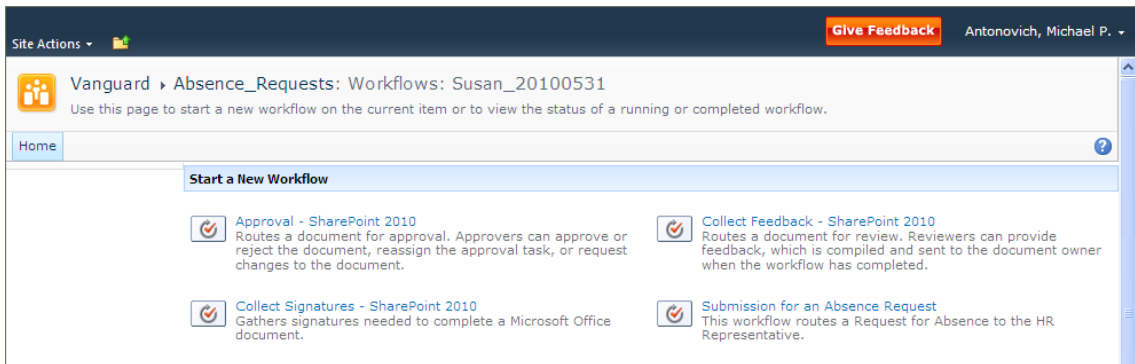 Site Actions
Give Feedback
Antonovich, Michael P.
Vanguard ▸ Absence_Requests: Workflows: Susan_20100531
Use this page to start a new workflow on the current item or to view the status of a running or completed workflow.
Home
Start a New Workflow
Approval - SharePoint 2010
Routes a document for approval. Approvers can approve or
reject the document, reassign the approval task, or request
changes to the document.
Collect Feedback - SharePoint 2010
Routes a document for review. Reviewers can provide
feedback, which is compiled and sent to the document owner
when the workflow has completed.
Collect Signatures - SharePoint 2010
Gathers signatures needed to complete a Microsoft Office
document.
Submission for an Absence Request
This workflow routes a Request for Absence to the HR
Representative.